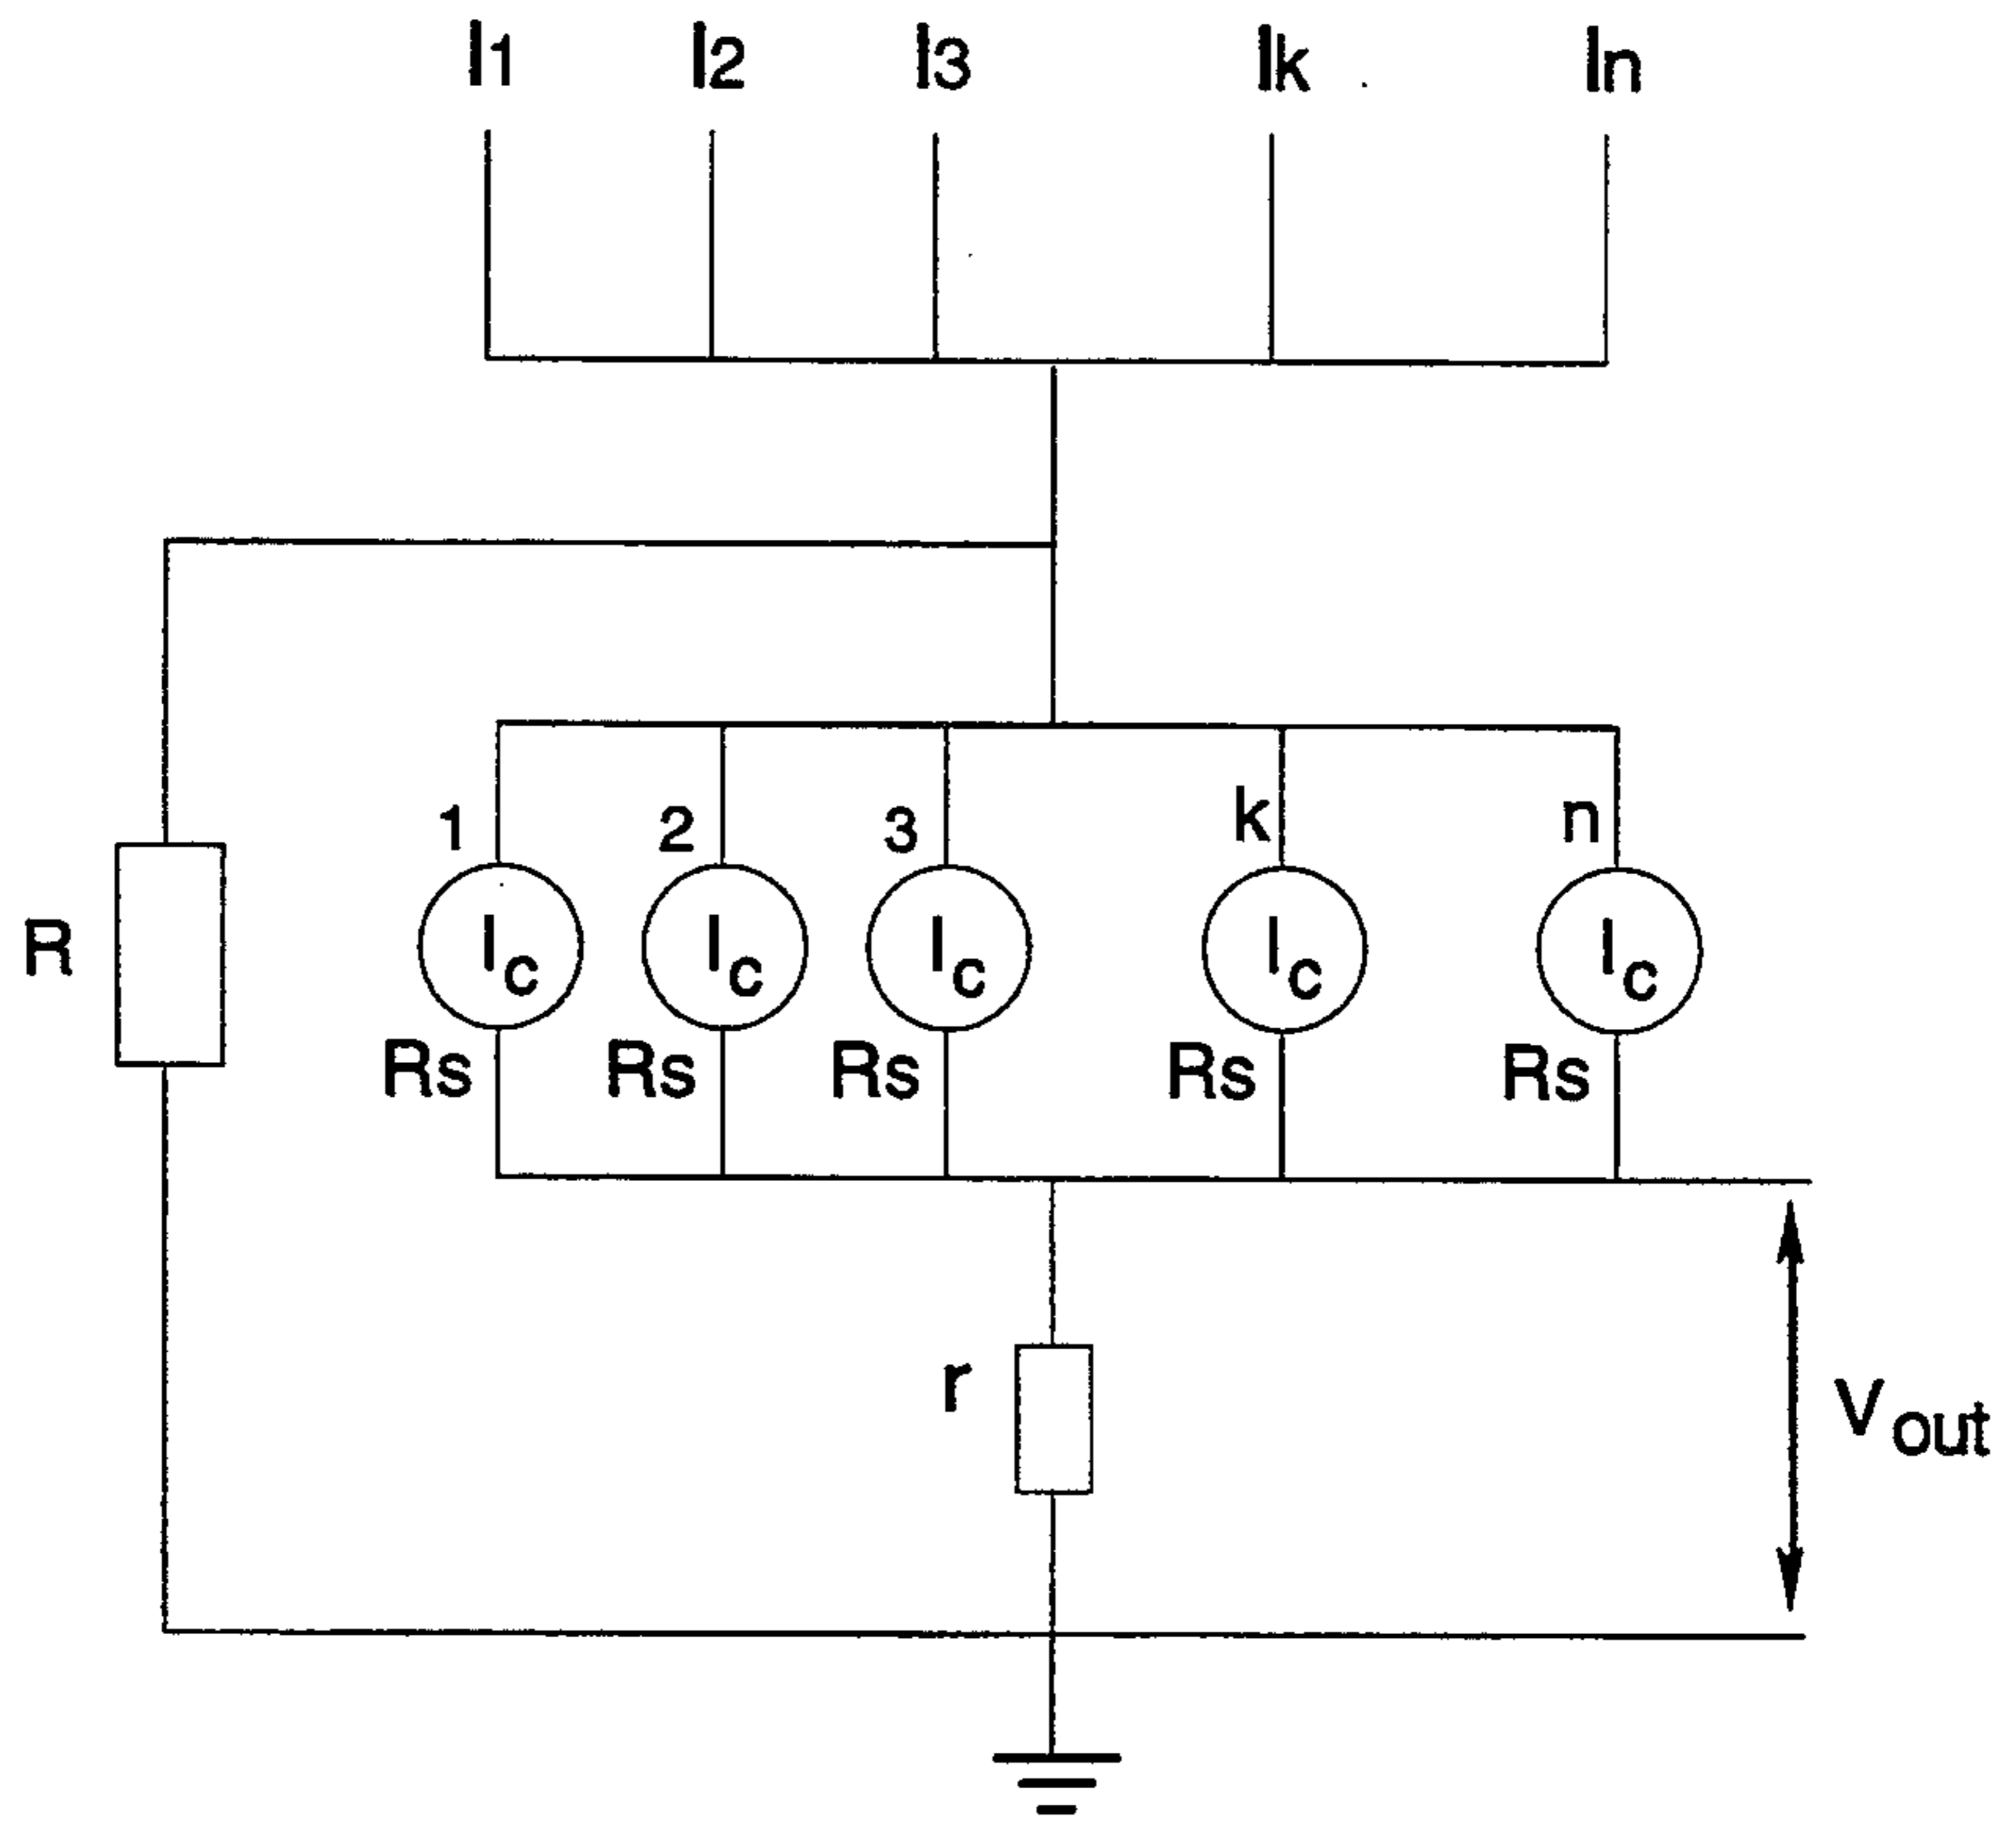 I1 I2 I3 Ik In
1 2 3 k n
R Ic Ic Ic Ic Ic
Rs Rs Rs Rs Rs
r Vout